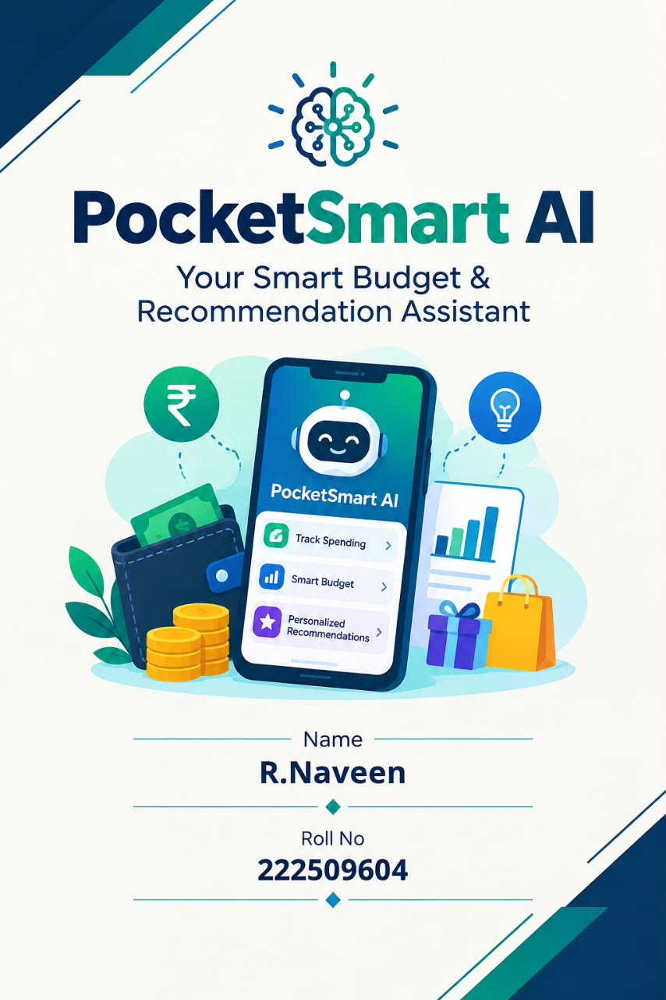 PocketSmart AI
Your Smart Budget &
Recommendation Assistant
₹
PocketSmart AI
Track Spending
Smart Budget
Personalized
Recommendations
Name
R.Naveen
Roll No
222509604